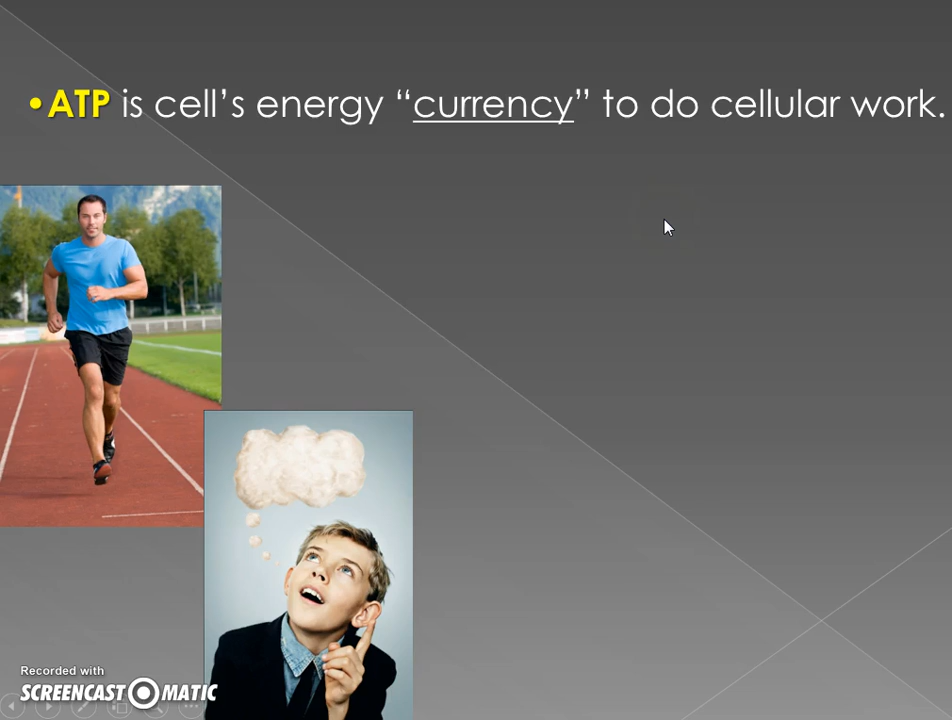 •ATP is cell’s energy “currency” to do cellular work.
Recorded with
SCREENCAST MATIC